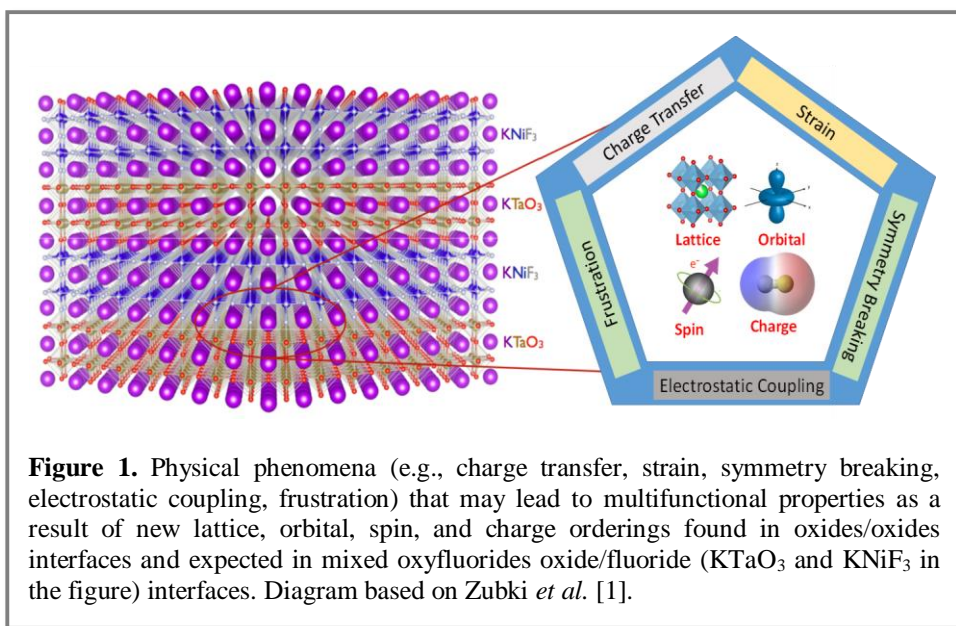 KNiF₃
KTaO₃
KNiF₃
KTaO₃
Charge Transfer
Strain
Symmetry Breaking
Electrostatic Coupling
Frustration
Lattice
Orbital
e⁻
Spin
Charge
Figure 1. Physical phenomena (e.g., charge transfer, strain, symmetry breaking,
electrostatic coupling, frustration) that may lead to multifunctional properties as a
result of new lattice, orbital, spin, and charge orderings found in oxides/oxides
interfaces and expected in mixed oxyfluorides oxide/fluoride (KTaO₃ and KNiF₃ in
the figure) interfaces. Diagram based on Zubki et al. [1].